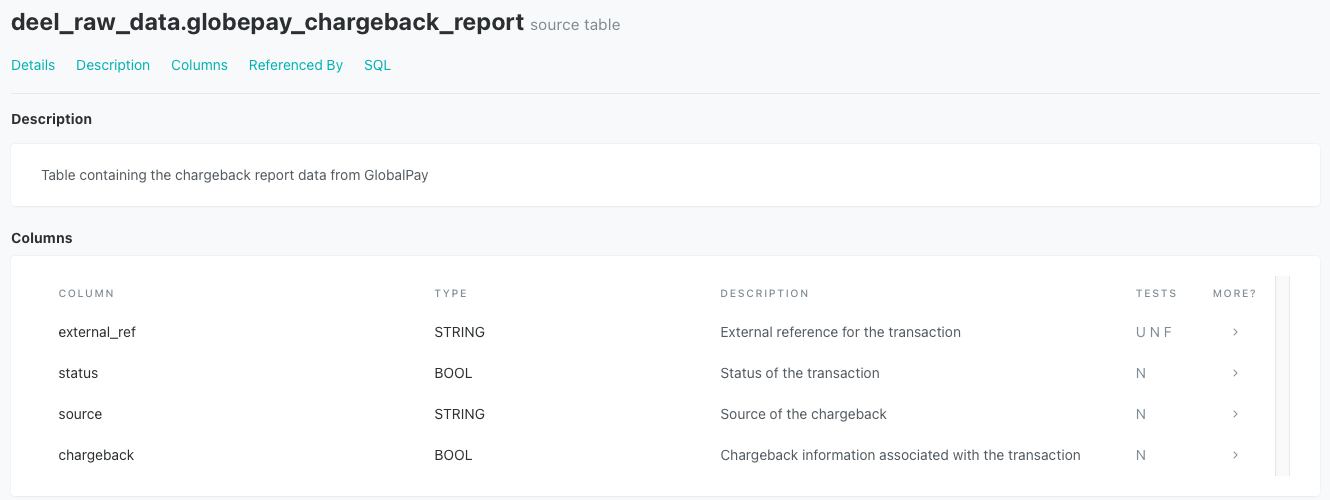 deel_raw_data.globepay_chargeback_report source table
Details Description Columns Referenced By SQL
Description
Table containing the chargeback report data from GlobalPay
Columns
COLUMN TYPE DESCRIPTION TESTS MORE?
external_ref STRING External reference for the transaction U N F
status BOOL Status of the transaction N
source STRING Source of the chargeback N
chargeback BOOL Chargeback information associated with the transaction N